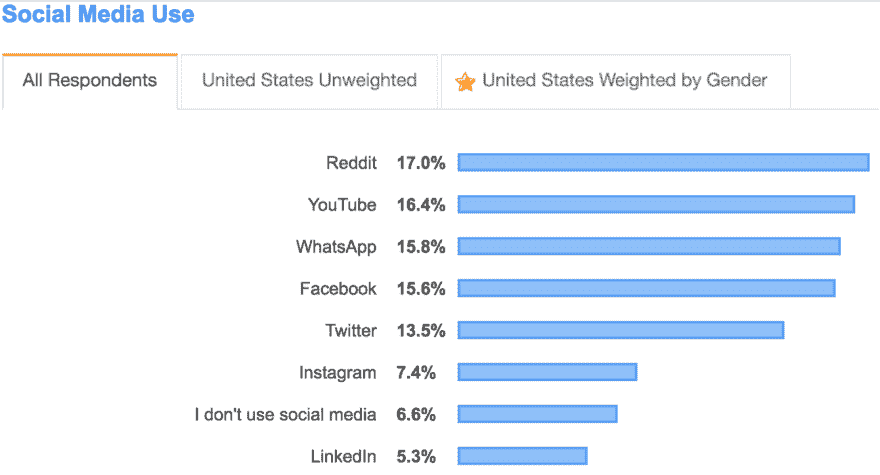 Social Media Use
All Respondents United States Unweighted United States Weighted by Gender
Reddit 17.0%
YouTube 16.4%
WhatsApp 15.8%
Facebook 15.6%
Twitter 13.5%
Instagram 7.4%
I don't use social media 6.6%
LinkedIn 5.3%